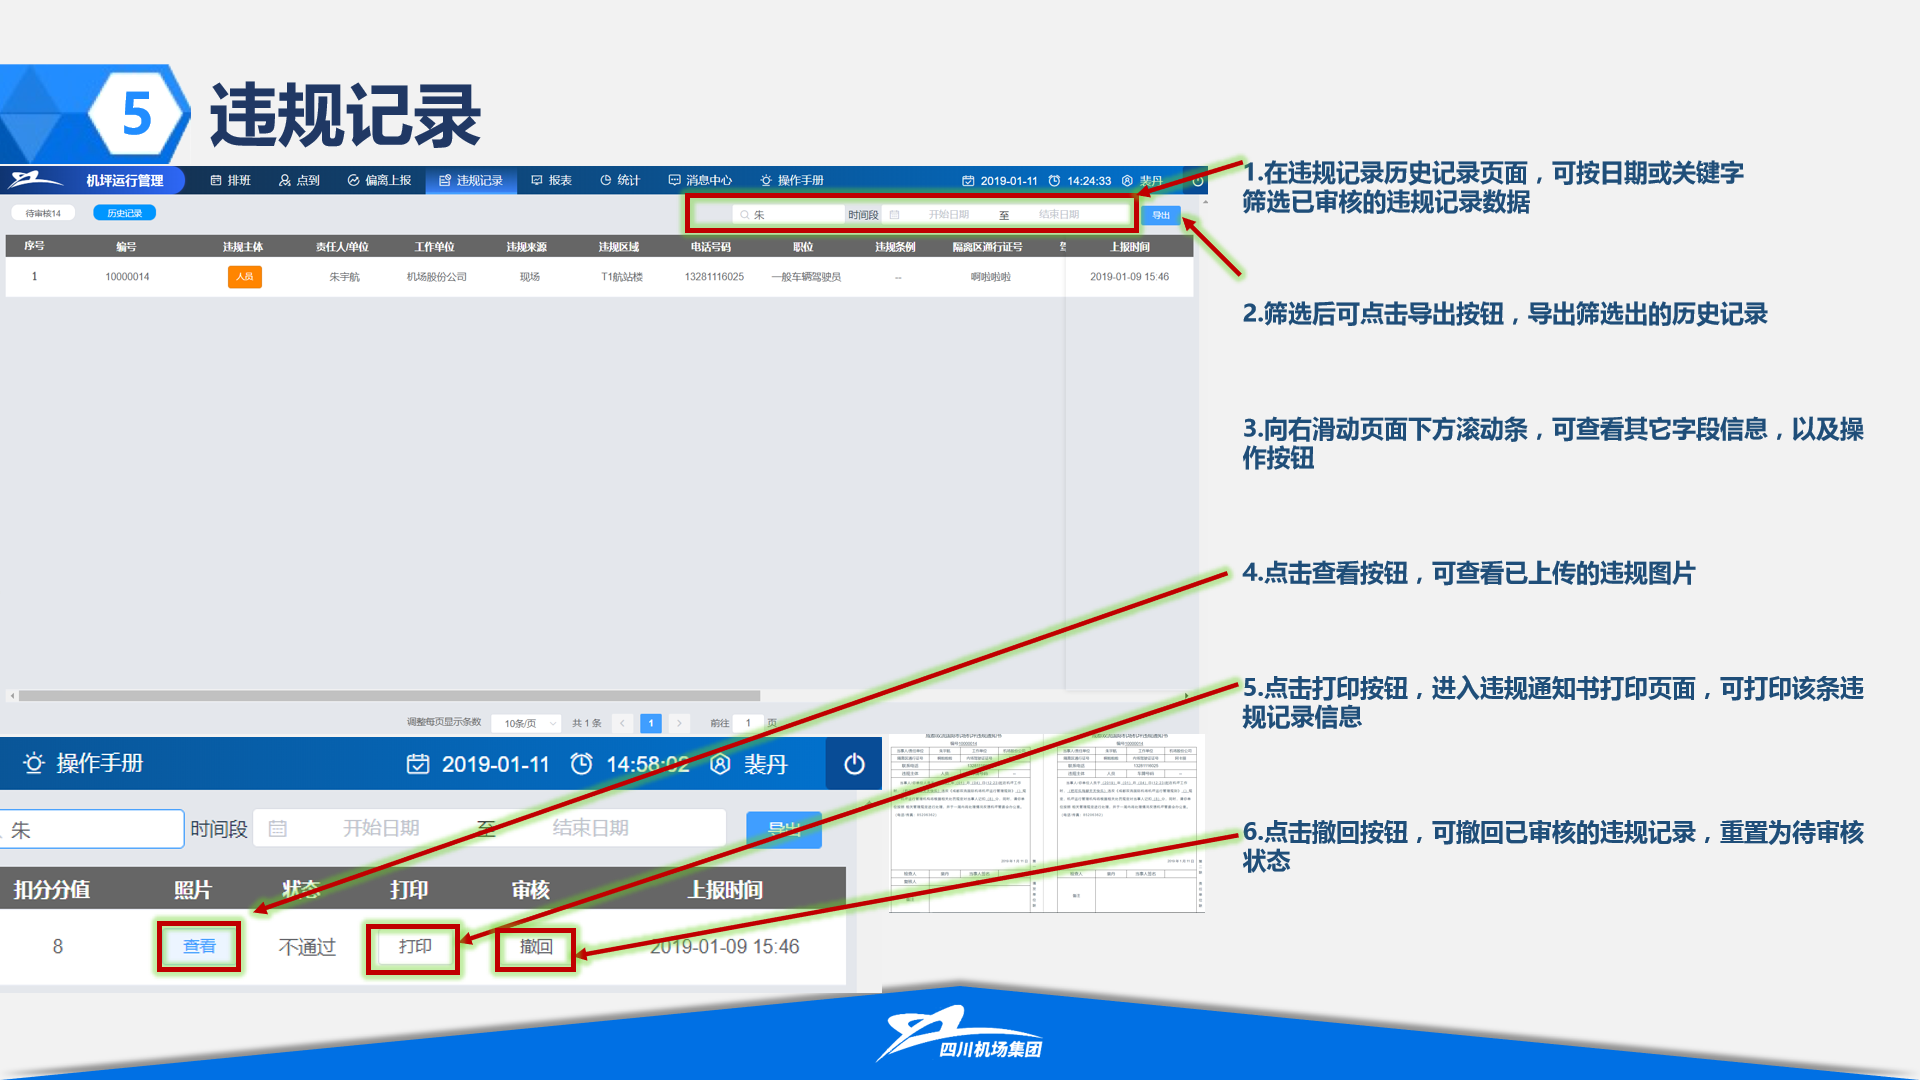 5 违规记录
机坪运行管理 排班 点到 偏离上报 违规记录 报表 统计 消息中心 操作手册 2019-01-11 14:24:33 裴丹
待审核14 历史记录 朱 时间段 开始日期 至 结束日期 导出
序号 编号 违规主体 责任人/单位 工作单位 违规来源 违规区域 电话号码 职位 违规条例 隔离区通行证号 上报时间
1 10000014 人员 朱宇航 机场股份公司 现场 T1航站楼 13281116025 一般车辆驾驶员 -- 啊啦啦啦 2019-01-09 15:46
调整每页显示条数 10条/页 共 1 条 1 前往 1 页
操作手册 2019-01-11 14:58:02 裴丹
朱 时间段 开始日期 至 结束日期 导出
扣分分值 照片 状态 打印 审核 上报时间
8 查看 不通过 打印 撤回 2019-01-09 15:46
1.在违规记录历史记录页面，可按日期或关键字
筛选已审核的违规记录数据
2.筛选后可点击导出按钮，导出筛选出的历史记录
3.向右滑动页面下方滚动条，可查看其它字段信息，以及操
作按钮
4.点击查看按钮，可查看已上传的违规图片
5.点击打印按钮，进入违规通知书打印页面，可打印该条违
规记录信息
6.点击撤回按钮，可撤回已审核的违规记录，重置为待审核
状态
四川机场集团